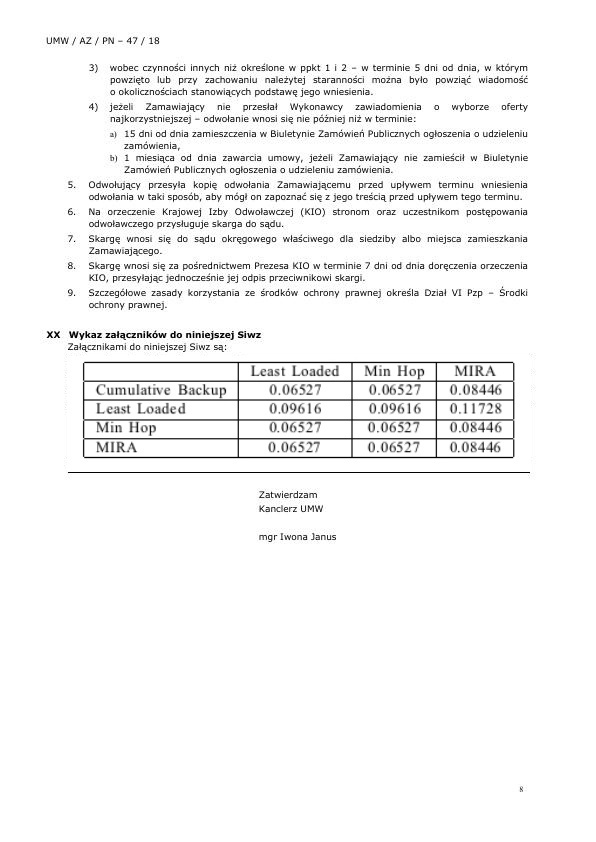 UMW / AZ / PN – 47 / 18
3) wobec czynności innych niż określone w ppkt 1 i 2 – w terminie 5 dni od dnia, w którym
powzięto lub przy zachowaniu należytej staranności można było powziąć wiadomość
o okolicznościach stanowiących podstawę jego wniesienia.
4) jeżeli Zamawiający nie przesłał Wykonawcy zawiadomienia o wyborze oferty
najkorzystniejszej – odwołanie wnosi się nie później niż w terminie:
a) 15 dni od dnia zamieszczenia w Biuletynie Zamówień Publicznych ogłoszenia o udzieleniu
zamówienia,
b) 1 miesiąca od dnia zawarcia umowy, jeżeli Zamawiający nie zamieścił w Biuletynie
Zamówień Publicznych ogłoszenia o udzieleniu zamówienia.
5. Odwołujący przesyła kopię odwołania Zamawiającemu przed upływem terminu wniesienia
odwołania w taki sposób, aby mógł on zapoznać się z jego treścią przed upływem tego terminu.
6. Na orzeczenie Krajowej Izby Odwoławczej (KIO) stronom oraz uczestnikom postępowania
odwoławczego przysługuje skarga do sądu.
7. Skargę wnosi się do sądu okręgowego właściwego dla siedziby albo miejsca zamieszkania
Zamawiającego.
8. Skargę wnosi się za pośrednictwem Prezesa KIO w terminie 7 dni od dnia doręczenia orzeczenia
KIO, przesyłając jednocześnie jej odpis przeciwnikowi skargi.
9. Szczegółowe zasady korzystania ze środków ochrony prawnej określa Dział VI Pzp – Środki
ochrony prawnej.
XX Wykaz załączników do niniejszej Siwz
Załącznikami do niniejszej Siwz są:
Least Loaded Min Hop MIRA
Cumulative Backup 0.06527 0.06527 0.08446
Least Loaded 0.09616 0.09616 0.11728
Min Hop 0.06527 0.06527 0.08446
MIRA 0.06527 0.06527 0.08446
Zatwierdzam
Kanclerz UMW
mgr Iwona Janus
8